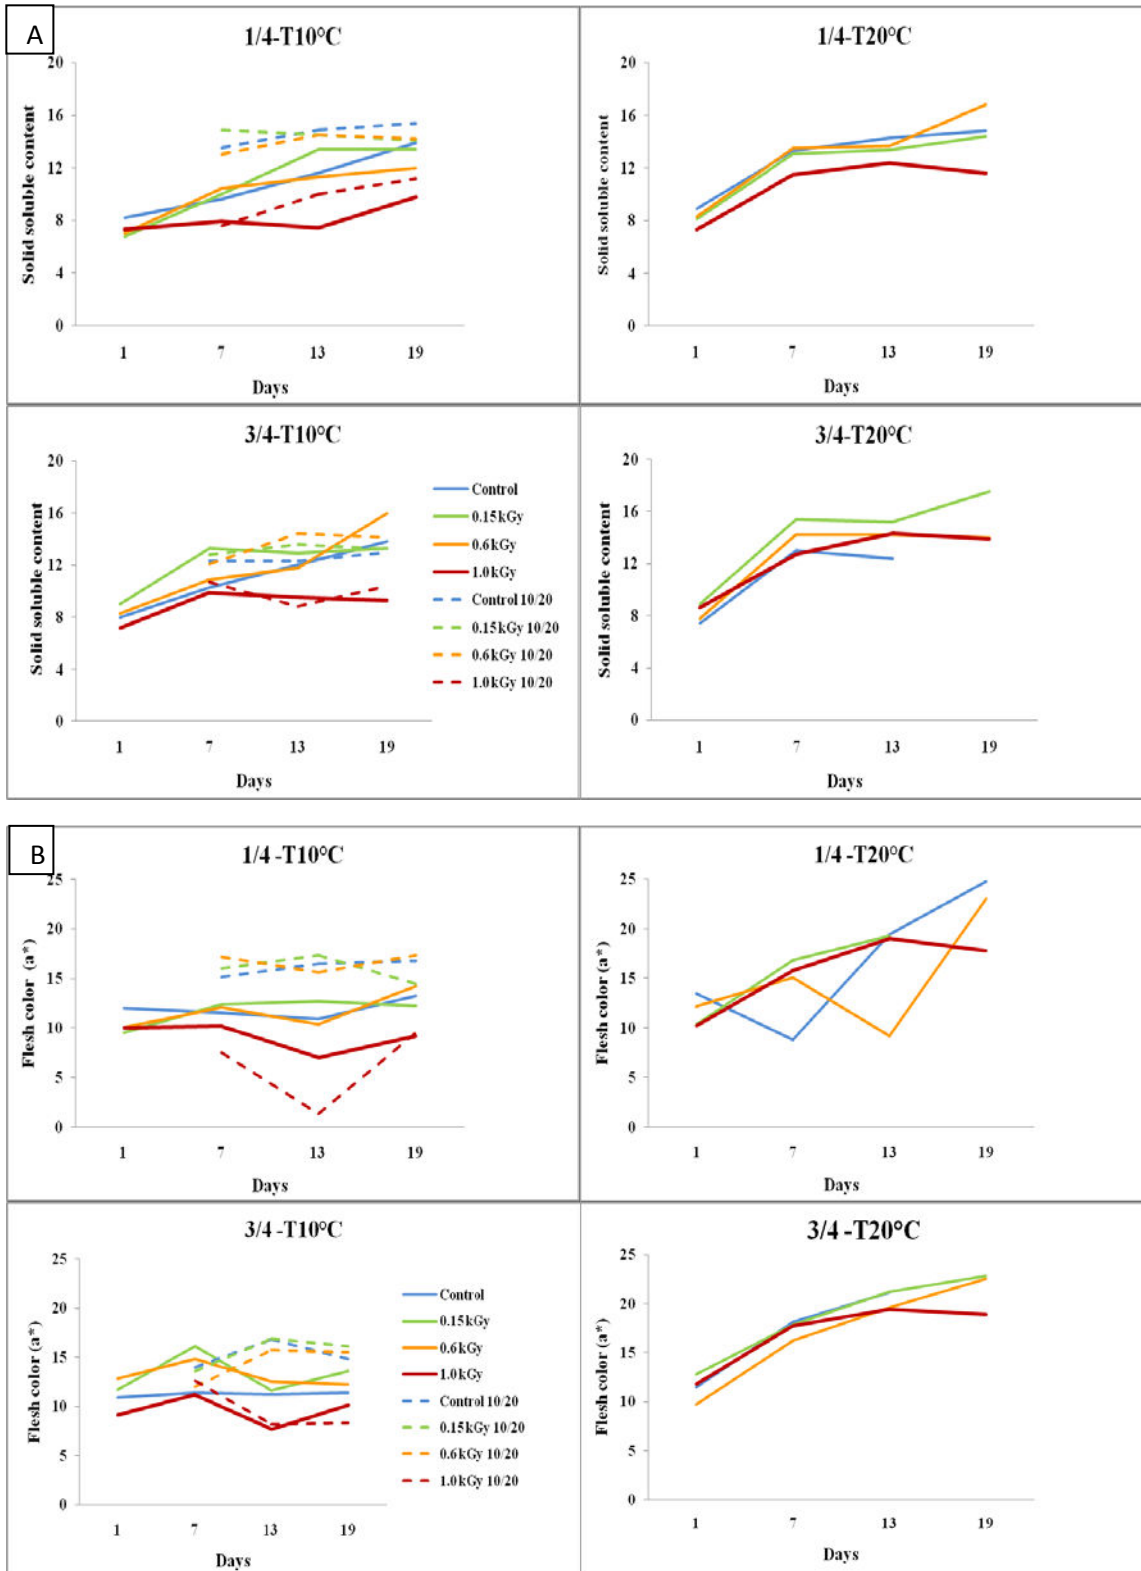 A
1/4-T10°C
20
16
12
8
4
0
Solid soluble content
1 7 13 19
Days
1/4-T20°C
20
16
12
8
4
0
Solid soluble content
1 7 13 19
Days
3/4-T10°C
20
16
12
8
4
0
Solid soluble content
1 7 13 19
Days
Control
0.15kGy
0.6kGy
1.0kGy
Control 10/20
0.15kGy 10/20
0.6kGy 10/20
1.0kGy 10/20
3/4-T20°C
20
16
12
8
4
0
Solid soluble content
1 7 13 19
Days
B
1/4 -T10°C
25
20
15
10
5
0
Flesh color (a*)
1 7 13 19
Days
1/4 -T20°C
25
20
15
10
5
0
Flesh color (a*)
1 7 13 19
Days
3/4 -T10°C
25
20
15
10
5
0
Flesh color (a*)
1 7 13 19
Days
Control
0.15kGy
0.6kGy
1.0kGy
Control 10/20
0.15kGy 10/20
0.6kGy 10/20
1.0kGy 10/20
3/4 -T20°C
25
20
15
10
5
0
Flesh color (a*)
1 7 13 19
Days